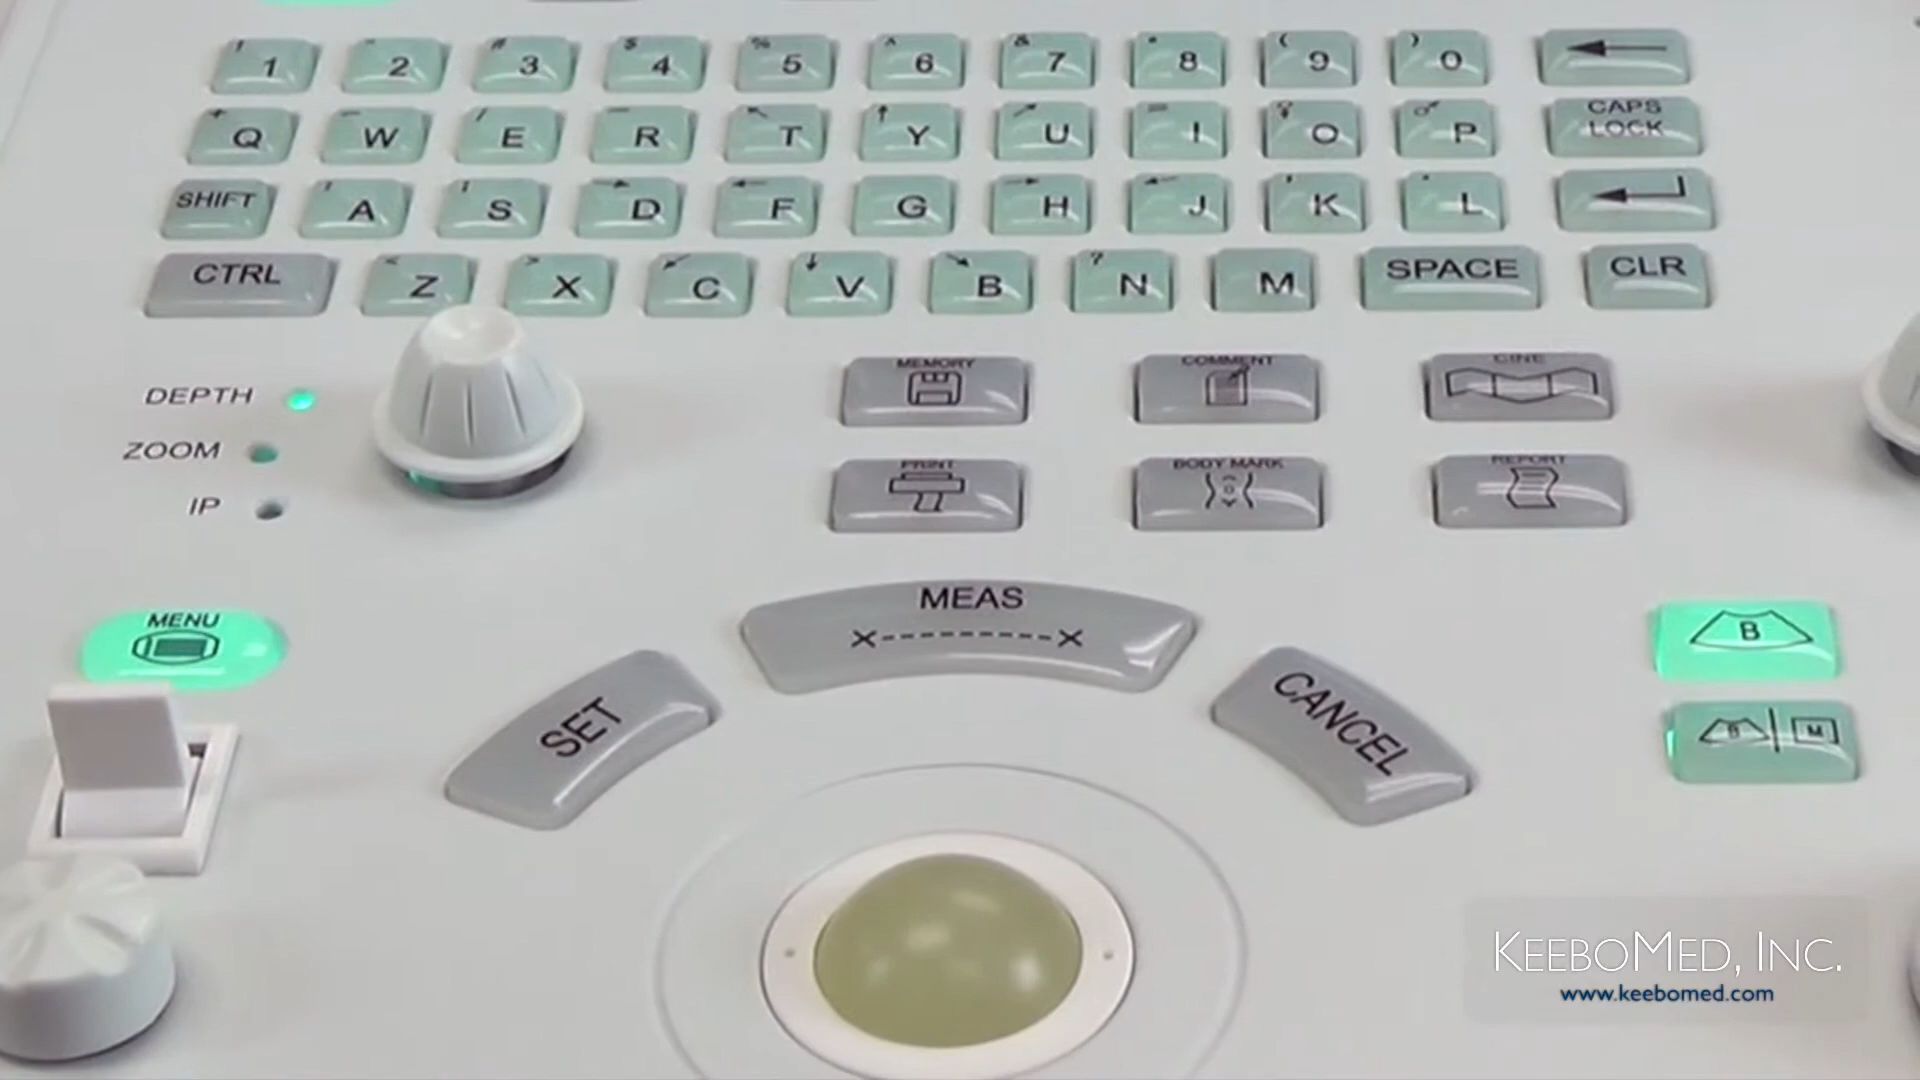 ! 1 " 2 # 3 $ 4 % 5 ^ 6 & 7 * 8 ( 9 ) 0 ←
+ Q — W / E — R ↖ T ↑ Y ↗ U = I ♀ O ♂ P CAPS
LOCK
SHIFT A S → D ← F G → H ← J K L ↵
CTRL < Z > X ↙ C ↓ V ↘ B ? N M SPACE CLR
DEPTH
ZOOM
IP
MEMORY COMMENT CINE
PRINT BODY MARK REPORT
MENU
MEAS
X---------X
SET
CANCEL
B
B | M
KEEBOMED, INC.
www.keebomed.com